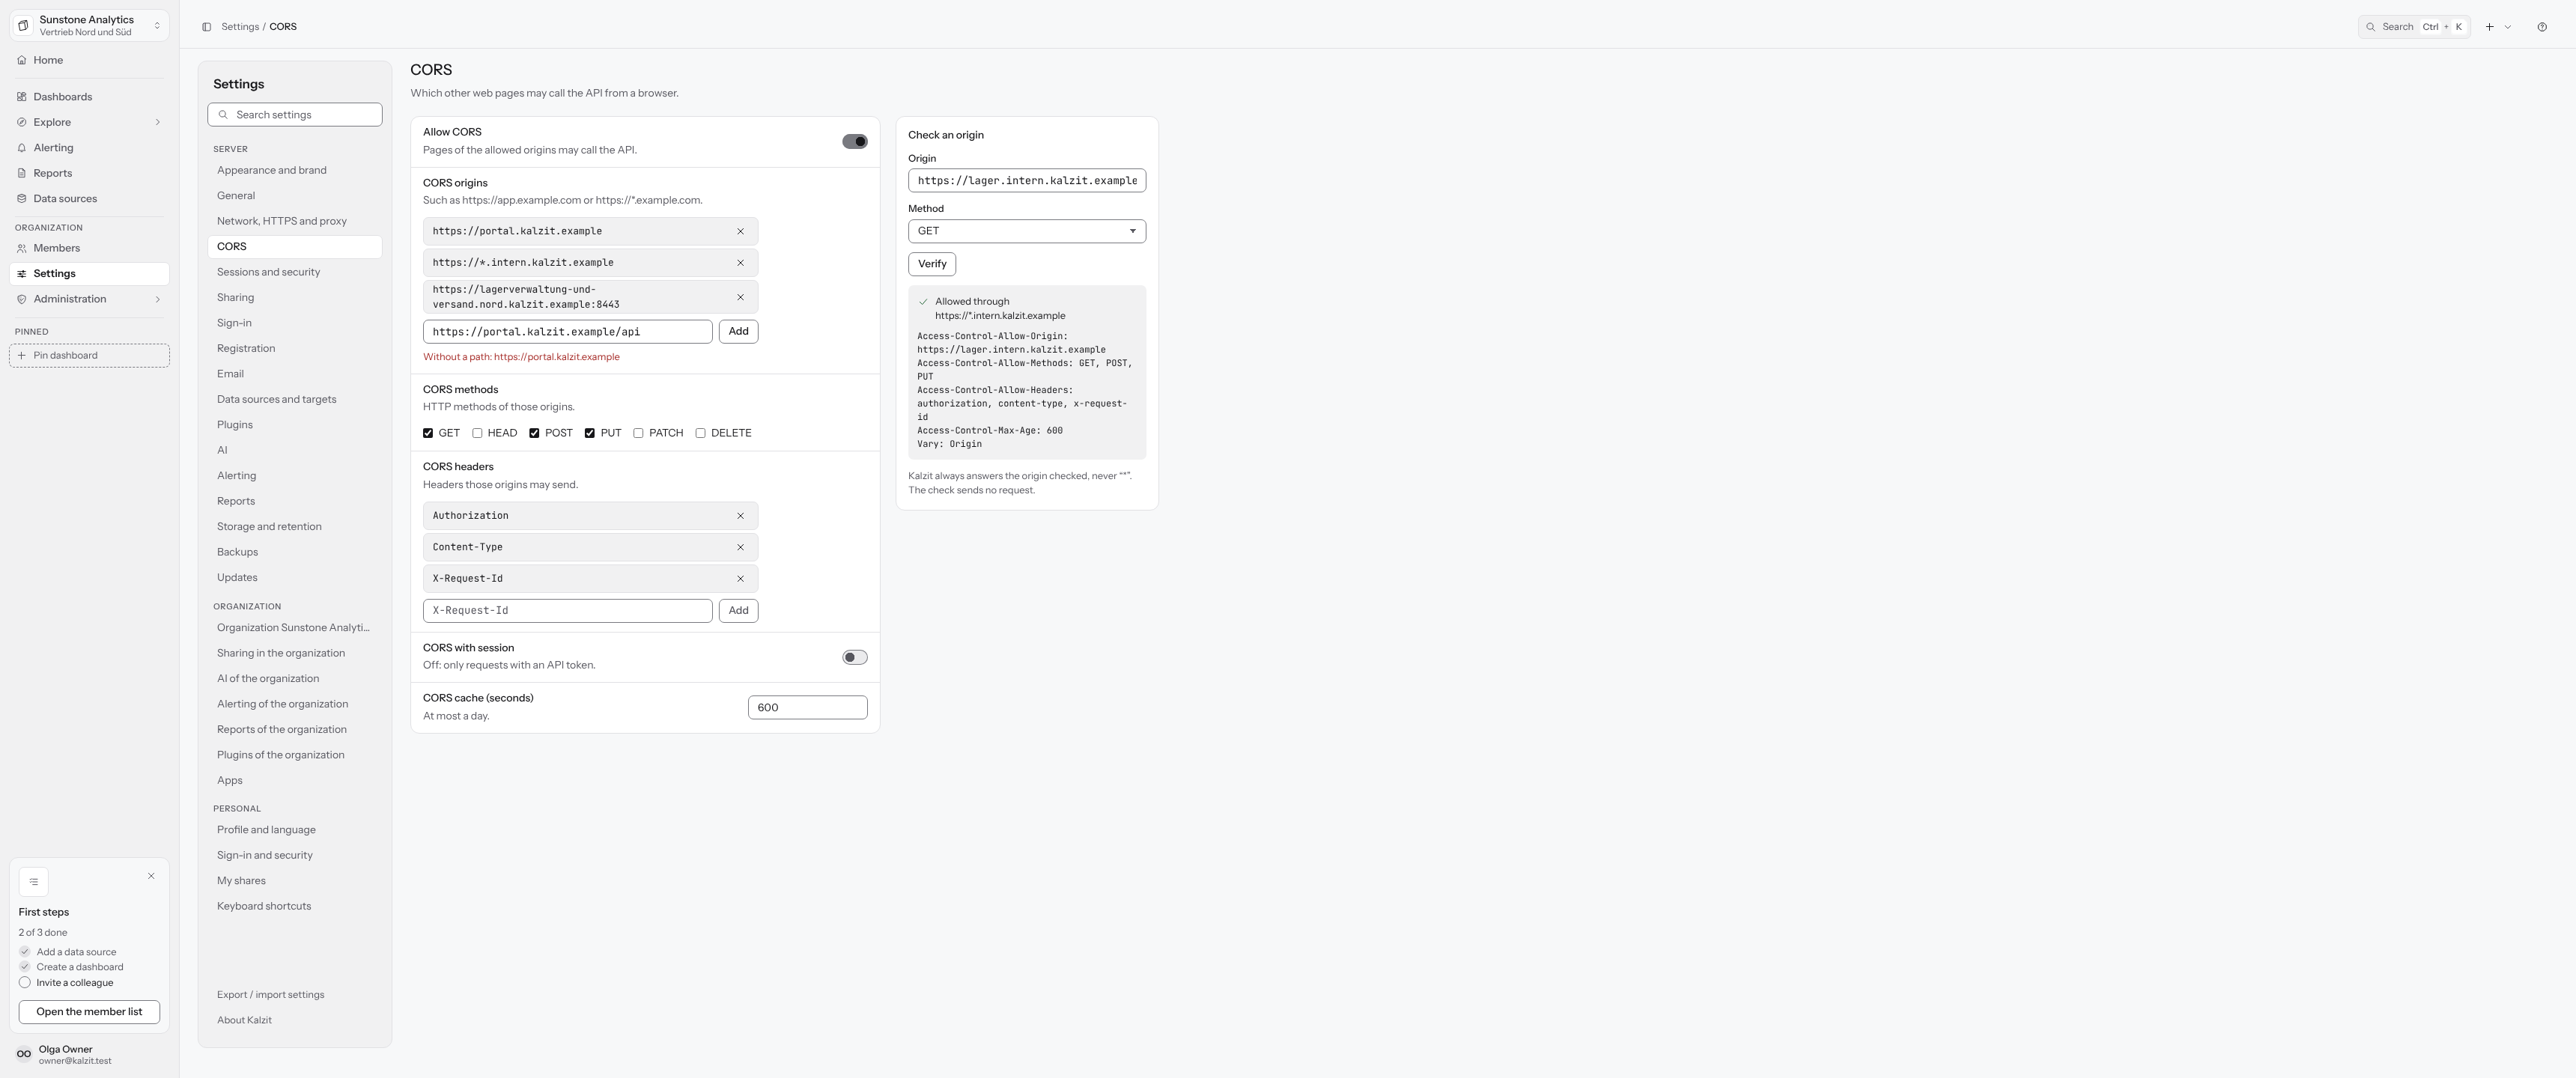 Sunstone Analytics
Vertrieb Nord und Süd
Home
Dashboards
Explore
Alerting
Reports
Data sources
ORGANIZATION
Members
Settings
Administration
PINNED
Pin dashboard
First steps
2 of 3 done
Add a data source
Create a dashboard
Invite a colleague
Open the member list
OO
Olga Owner
owner@kalzit.test
Settings / CORS
Search Ctrl + K
Settings
Search settings
SERVER
Appearance and brand
General
Network, HTTPS and proxy
CORS
Sessions and security
Sharing
Sign-in
Registration
Email
Data sources and targets
Plugins
AI
Alerting
Reports
Storage and retention
Backups
Updates
ORGANIZATION
Organization Sunstone Analyti...
Sharing in the organization
AI of the organization
Alerting of the organization
Reports of the organization
Plugins of the organization
Apps
PERSONAL
Profile and language
Sign-in and security
My shares
Keyboard shortcuts
Export / import settings
About Kalzit
CORS
Which other web pages may call the API from a browser.
Allow CORS
Pages of the allowed origins may call the API.
CORS origins
Such as https://app.example.com or https://*.example.com.
https://portal.kalzit.example
https://*.intern.kalzit.example
https://lagerverwaltung-und-
versand.nord.kalzit.example:8443
https://portal.kalzit.example/api
Add
Without a path: https://portal.kalzit.example
CORS methods
HTTP methods of those origins.
GET HEAD POST PUT PATCH DELETE
CORS headers
Headers those origins may send.
Authorization
Content-Type
X-Request-Id
X-Request-Id
Add
CORS with session
Off: only requests with an API token.
CORS cache (seconds)
At most a day.
600
Check an origin
Origin
https://lager.intern.kalzit.example
Method
GET
Verify
Allowed through
https://*.intern.kalzit.example
Access-Control-Allow-Origin:
https://lager.intern.kalzit.example
Access-Control-Allow-Methods: GET, POST,
PUT
Access-Control-Allow-Headers:
authorization, content-type, x-request-
id
Access-Control-Max-Age: 600
Vary: Origin
Kalzit always answers the origin checked, never “*”.
The check sends no request.